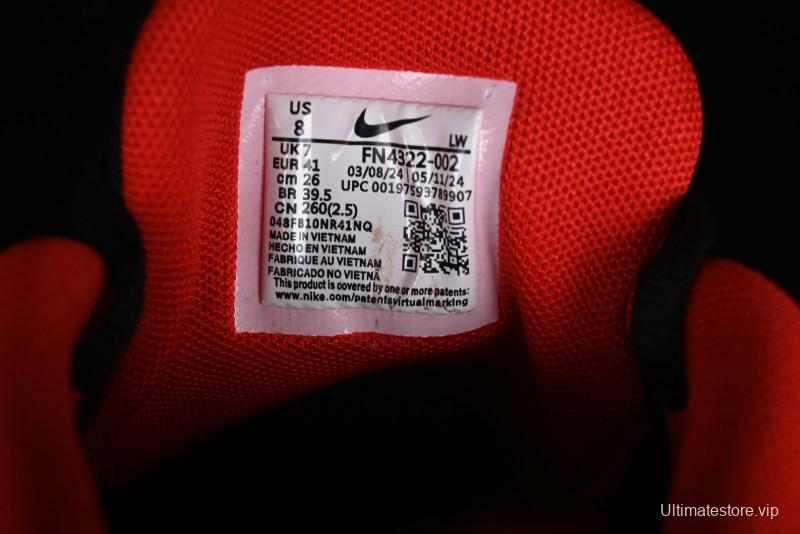 US
8
LW
UK 7
FN4322-002
EUR 41
03/08/24 | 05/11/24
cm 26
UPC 00197593789907
BR 39.5
CN 260(2.5)
048FB10NR41NQ
MADE IN VIETNAM
HECHO EN VIETNAM
FABRIQUE AU VIETNAM
FABRICADO NO VIETNÃ
This product is covered by one or more patents:
www.nike.com/patentsvirtualmarking
Ultimatestore.vip